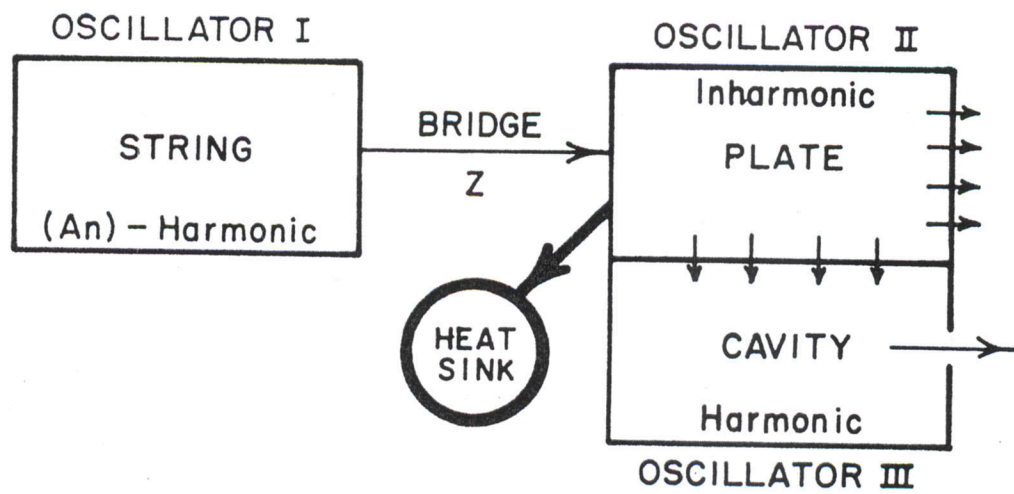 OSCILLATOR I
STRING
(An) - Harmonic
BRIDGE
Z
HEAT
SINK
OSCILLATOR II
Inharmonic
PLATE
CAVITY
Harmonic
OSCILLATOR III